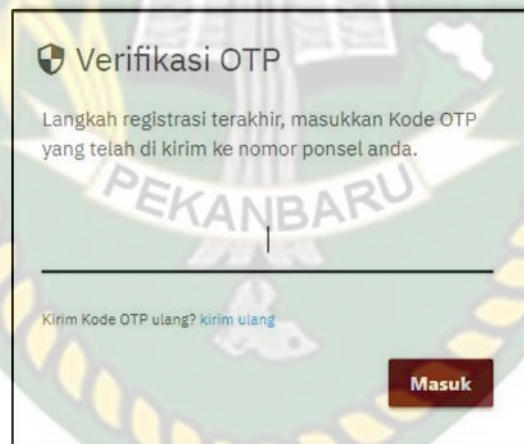 Verifikasi OTP
Langkah registrasi terakhir, masukkan Kode OTP
yang telah di kirim ke nomor ponsel anda.
PEKANBARU
Kirim Kode OTP ulang? kirim ulang
Masuk